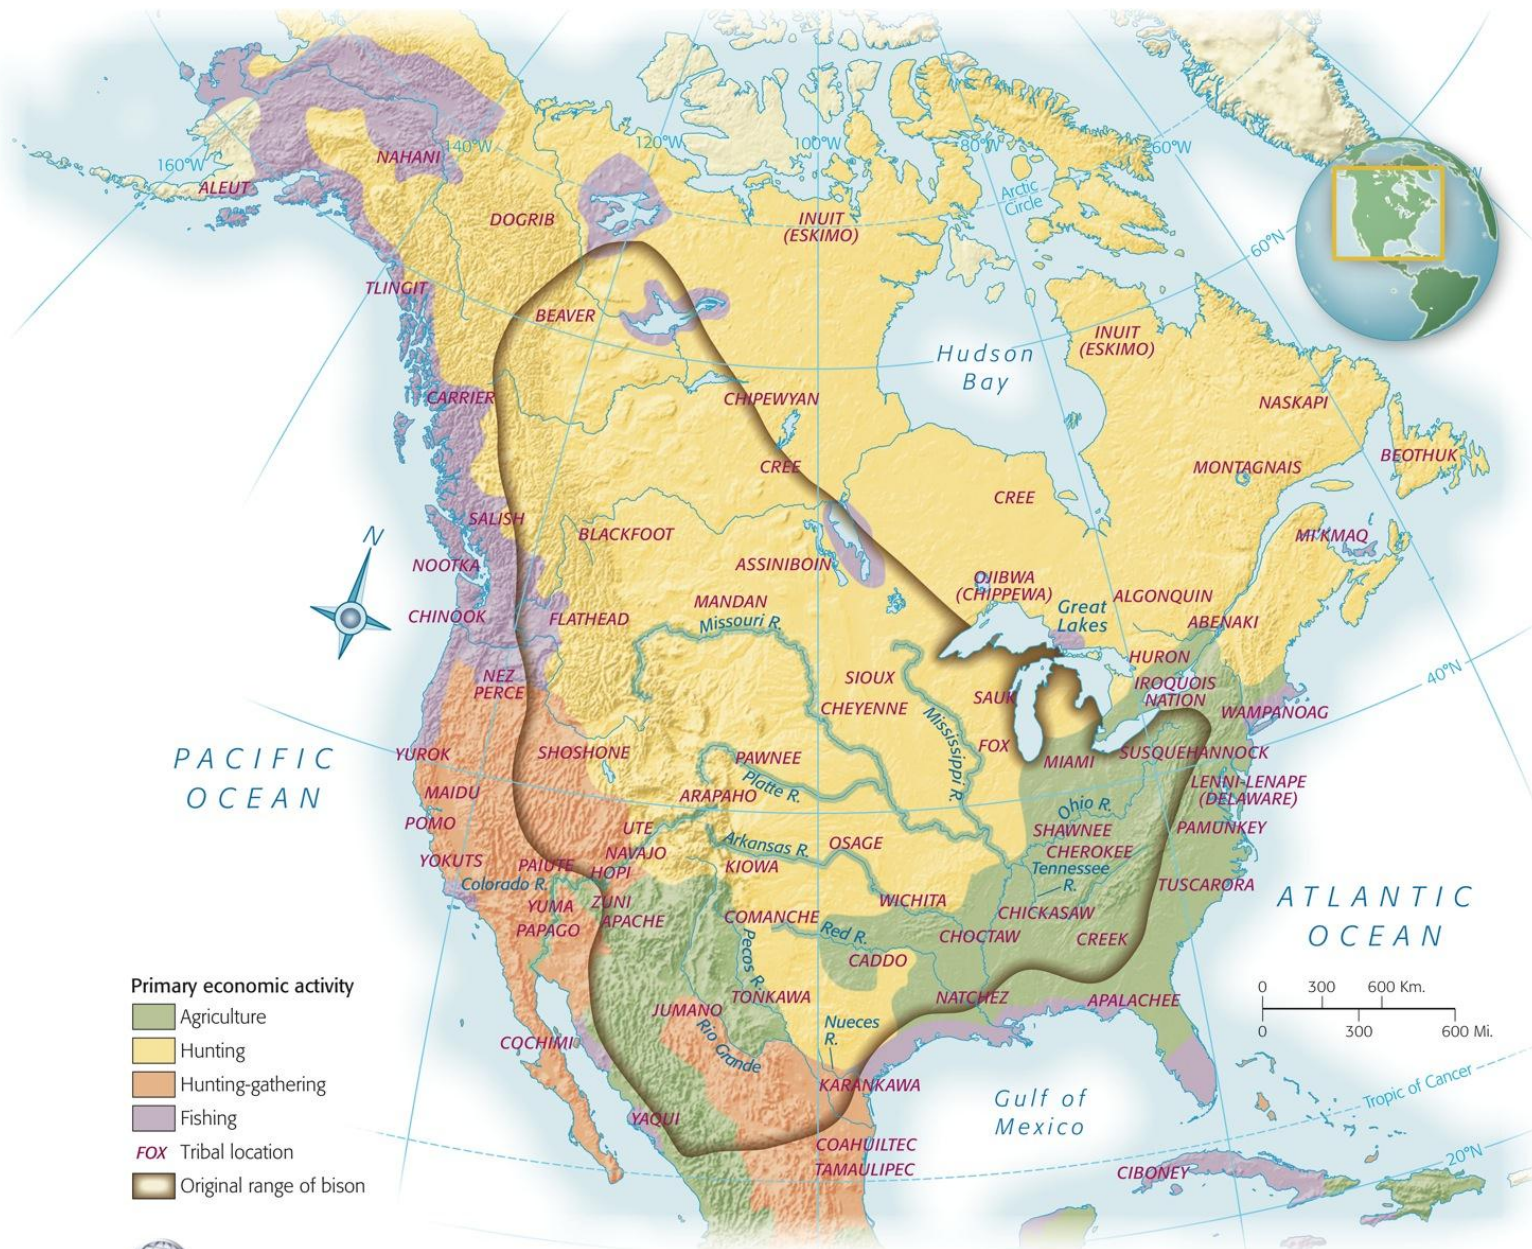 160°W
140°W
120°W
100°W
80°W
60°W
Arctic
Circle
60°N
W
NAHANI
ALEUT
DOGRIB
INUIT
(ESKIMO)
TLINGIT
BEAVER
INUIT
(ESKIMO)
Hudson
Bay
CARRIER
CHIPEWYAN
NASKAPI
CREE
MONTAGNAIS
BEOTHUK
CREE
SALISH
BLACKFOOT
MI'KMAQ
N
NOOTKA
ASSINIBOIN
OJIBWA
(CHIPPEWA)
ALGONQUIN
Great
Lakes
MANDAN
Missouri R.
CHINOOK
FLATHEAD
ABENAKI
HURON
NEZ
PERCE
SIOUX
SAUK
IROQUOIS
NATION
40°N
CHEYENNE
WAMPANOAG
Mississippi R.
PACIFIC
OCEAN
YUROK
SHOSHONE
PAWNEE
FOX
MIAMI
SUSQUEHANNOCK
Platte R.
LENNI-LENAPE
(DELAWARE)
MAIDU
ARAPAHO
Ohio R.
POMO
UTE
SHAWNEE
PAMUNKEY
Arkansas R.
OSAGE
CHEROKEE
YOKUTS
PAIUTE
NAVAJO
HOPI
KIOWA
Tennessee
R.
Colorado R.
TUSCARORA
YUMA
ZUNI
WICHITA
ATLANTIC
OCEAN
PAPAGO
APACHE
COMANCHE
CHICKASAW
Red R.
CHOCTAW
CREEK
Pecos R.
CADDO
JUMANO
TONKAWA
NATCHEZ
APALACHEE
0 300 600 Km.
0 300 600 Mi.
Rio Grande
Nueces
R.
COCHIMI
KARANKAWA
Gulf of
Mexico
Tropic of Cancer
YAQUI
COAHUILTEC
TAMAULIPEC
CIBONEY
20°N
Primary economic activity
Agriculture
Hunting
Hunting-gathering
Fishing
FOX Tribal location
Original range of bison